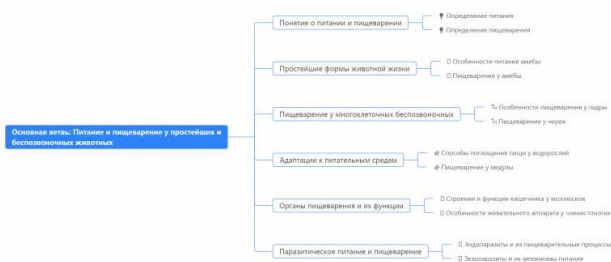 Понятие о питании и пищеварении
Определение питания
Определение пищеварения
Простейшие формы животной жизни
Особенности питания амебы
Пищеварение у амебы
Основная ветвь: Питание и пищеварение у простейших и
беспозвоночных животных
Пищеварение у многоклеточных беспозвоночных
Особенности пищеварения у гидры
Пищеварение у червя
Адаптации к питательным средам
Способы поглощения пищи у водорослей
Пищеварение у медузы
Органы пищеварения и их функции
Строение и функции кишечника у моллюсков
Особенности жевательного аппарата у членистоногих
Паразитическое питание и пищеварение
Эндопаразиты и их пищеварительные процессы
Экзопаразиты и их механизмы питания